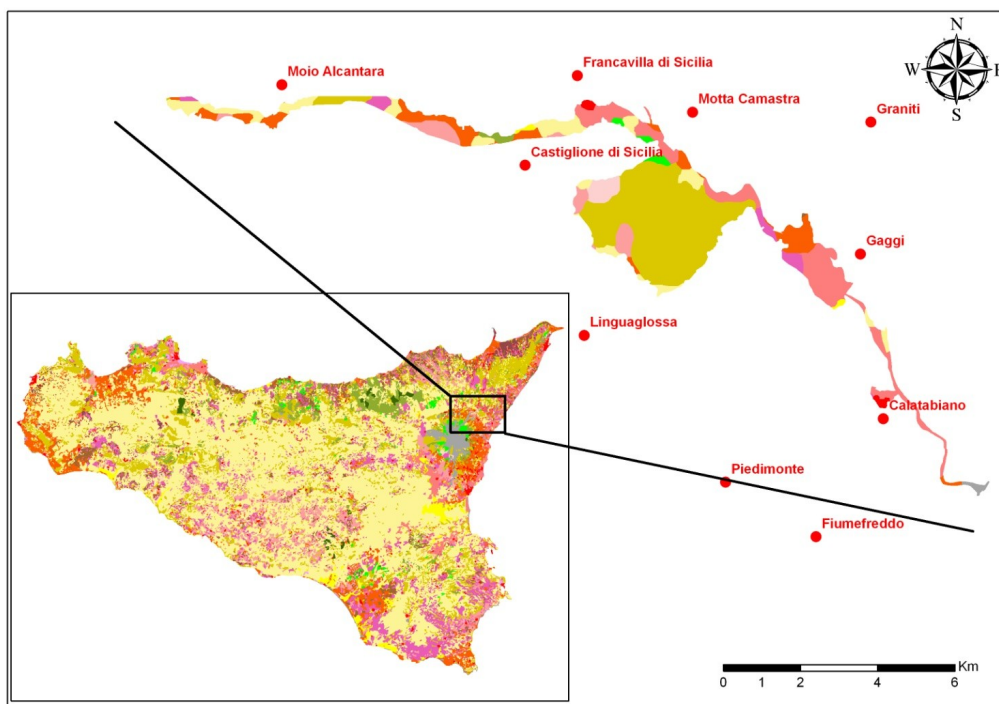 N
W
E
S
Moio Alcantara
Francavilla di Sicilia
Motta Camastra
Graniti
Castiglione di Sicilia
Gaggi
Linguaglossa
Calatabiano
Piedimonte
Fiumefreddo
Km
0 1 2 4 6